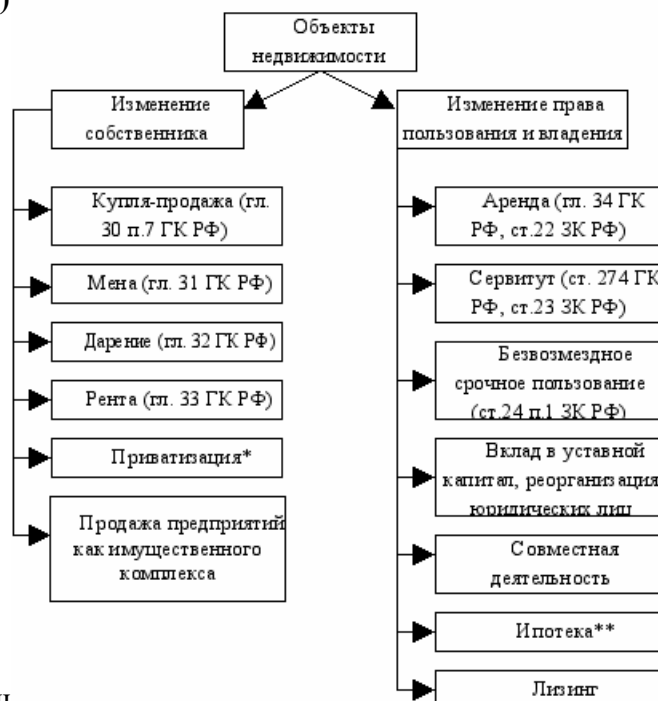 )
Объекты
недвижимости
Изменение
собственника
Купля-продажа (гл.
30 п.7 ГК РФ)
Мена (гл. 31 ГК РФ)
Дарение (гл. 32 ГК РФ)
Рента (гл. 33 ГК РФ)
Приватизация*
Продажа предприятий
как имущественного
комплекса
Изменение права
пользования и владения
Аренда (гл. 34 ГК
РФ, ст.22 ЗК РФ)
Сервитут (ст. 274 ГК
РФ, ст.23 ЗК РФ)
Безвозмездное
срочное пользование
(ст.24 п.1 ЗК РФ)
Вклад в уставной
капитал, реорганизация
юридических лиц
Совместная
деятельность
Ипотека**
Лизинг